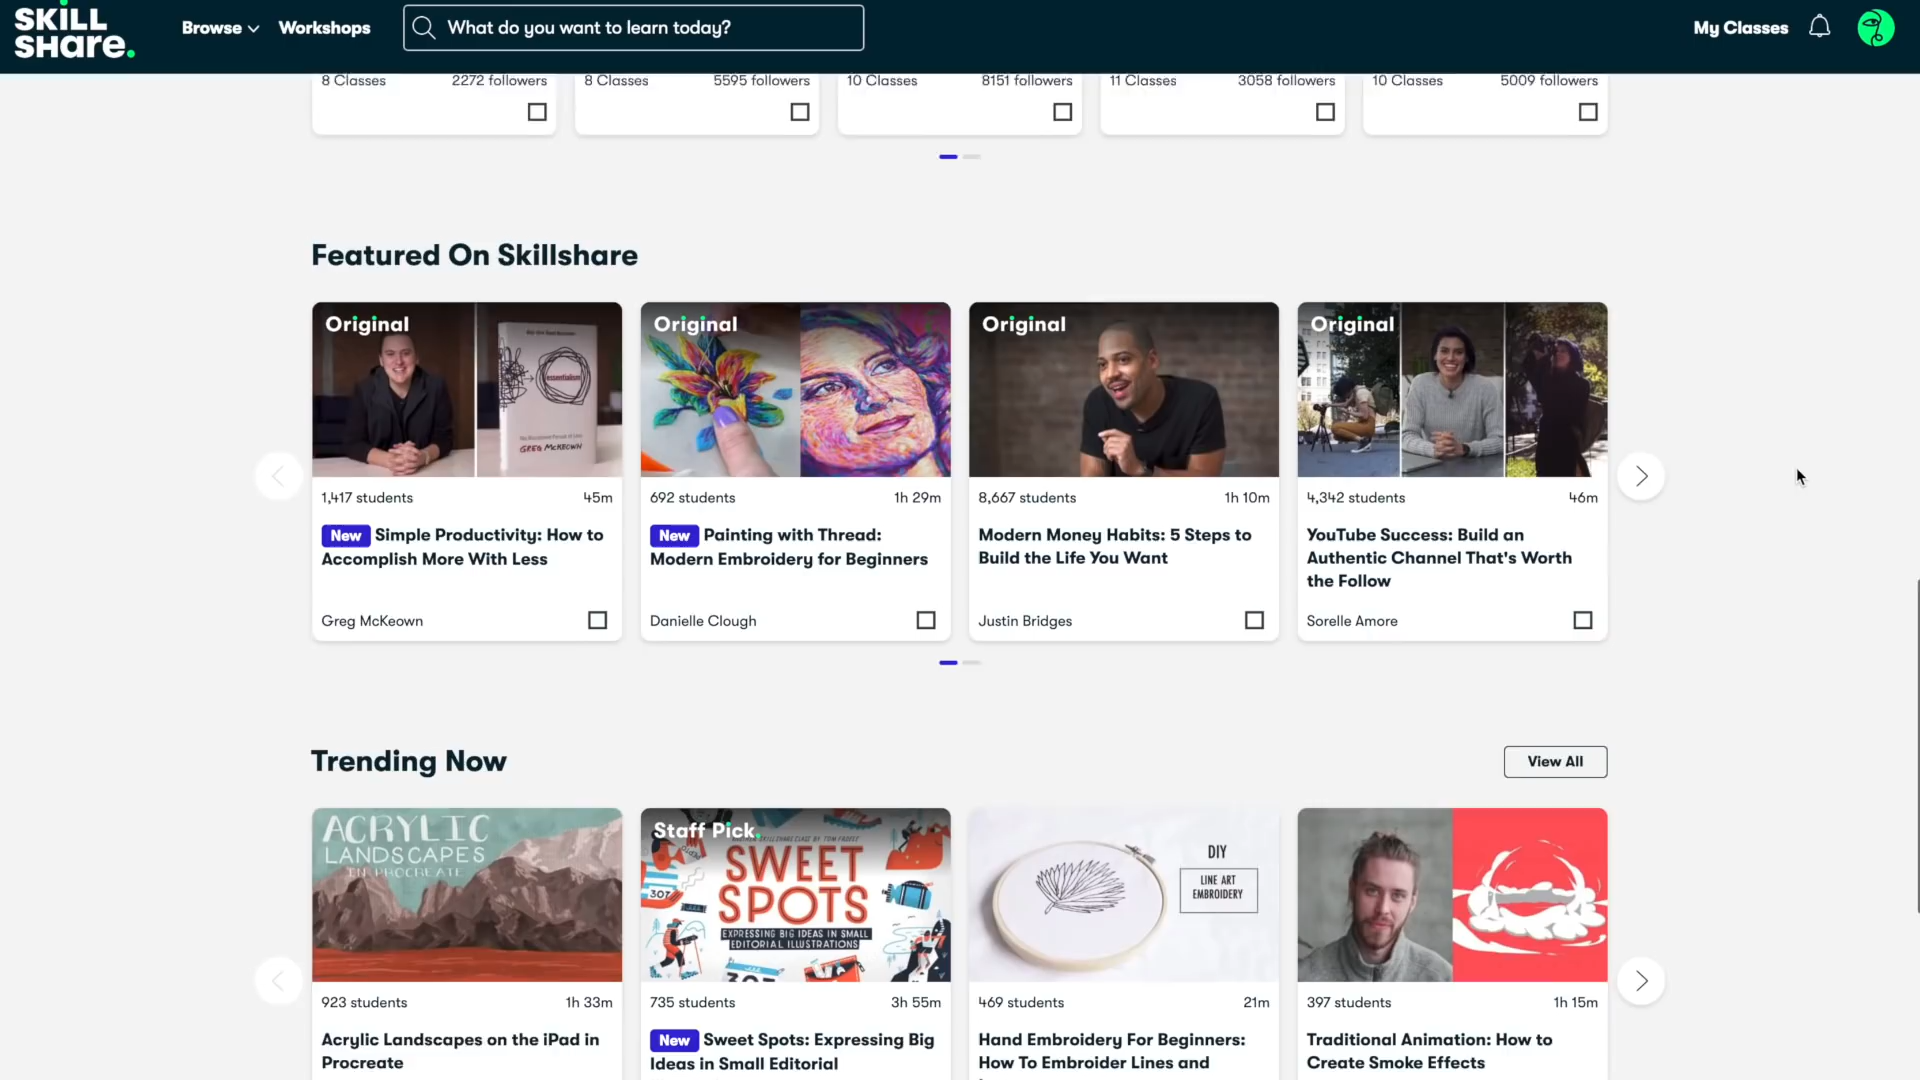 SKILL
SHare.
Browse
Workshops
What do you want to learn today?
My Classes
8 Classes 2272 followers
8 Classes 5595 followers
10 Classes 8151 followers
11 Classes 3058 followers
10 Classes 5009 followers
Featured On Skillshare
Original
essentialism
GREG McKEOWN
1,417 students 45m
New Simple Productivity: How to
Accomplish More With Less
Greg McKeown
Original
692 students 1h 29m
New Painting with Thread:
Modern Embroidery for Beginners
Danielle Clough
Original
8,667 students 1h 10m
Modern Money Habits: 5 Steps to
Build the Life You Want
Justin Bridges
Original
4,342 students 46m
YouTube Success: Build an
Authentic Channel That's Worth
the Follow
Sorelle Amore
Trending Now
View All
ACRYLIC
LANDSCAPES
IN PROCREATE
923 students 1h 33m
Acrylic Landscapes on the iPad in
Procreate
Staff Pick.
SWEET
SPOTS
EXPRESSING BIG IDEAS IN SMALL
EDITORIAL ILLUSTRATIONS
307
307
735 students 3h 55m
New Sweet Spots: Expressing Big
Ideas in Small Editorial
DIY
LINE ART
EMBROIDERY
469 students 21m
Hand Embroidery For Beginners:
How To Embroider Lines and
397 students 1h 15m
Traditional Animation: How to
Create Smoke Effects